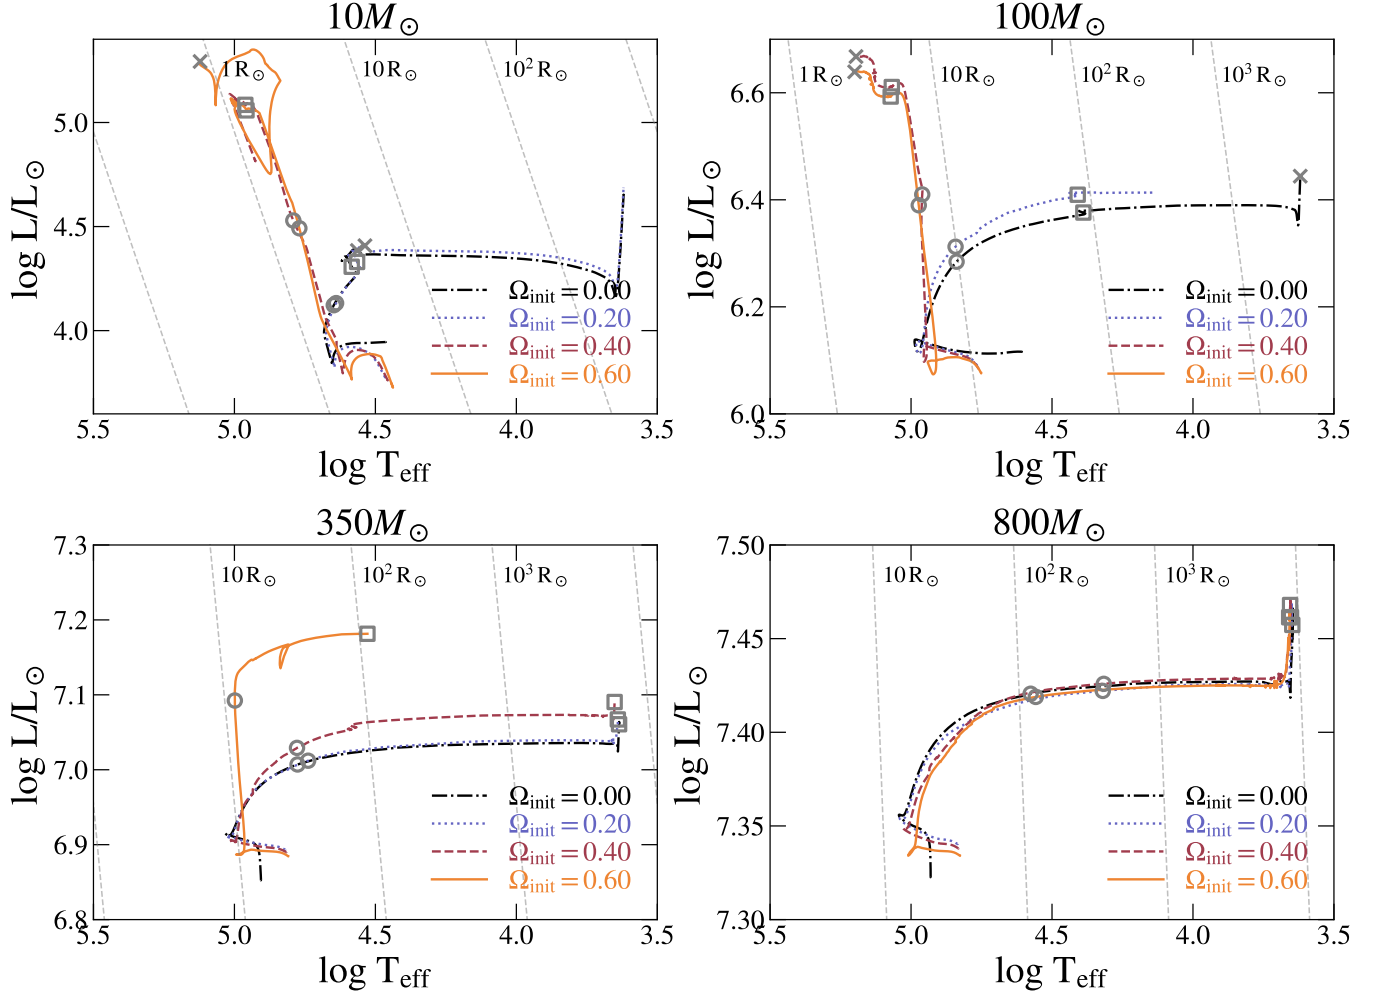 10M⊙
1 R⊙ 10 R⊙ 10² R⊙
5.0
4.5
4.0
log L/L⊙
Ωinit = 0.00
Ωinit = 0.20
Ωinit = 0.40
Ωinit = 0.60
5.5 5.0 4.5 4.0 3.5
log Teff
100M⊙
1 R⊙ 10 R⊙ 10² R⊙ 10³ R⊙
6.6
6.4
6.2
6.0
log L/L⊙
Ωinit = 0.00
Ωinit = 0.20
Ωinit = 0.40
Ωinit = 0.60
5.5 5.0 4.5 4.0 3.5
log Teff
350M⊙
10 R⊙ 10² R⊙ 10³ R⊙
7.3
7.2
7.1
7.0
6.9
6.8
log L/L⊙
Ωinit = 0.00
Ωinit = 0.20
Ωinit = 0.40
Ωinit = 0.60
5.5 5.0 4.5 4.0 3.5
log Teff
800M⊙
10 R⊙ 10² R⊙ 10³ R⊙
7.50
7.45
7.40
7.35
7.30
log L/L⊙
Ωinit = 0.00
Ωinit = 0.20
Ωinit = 0.40
Ωinit = 0.60
5.5 5.0 4.5 4.0 3.5
log Teff